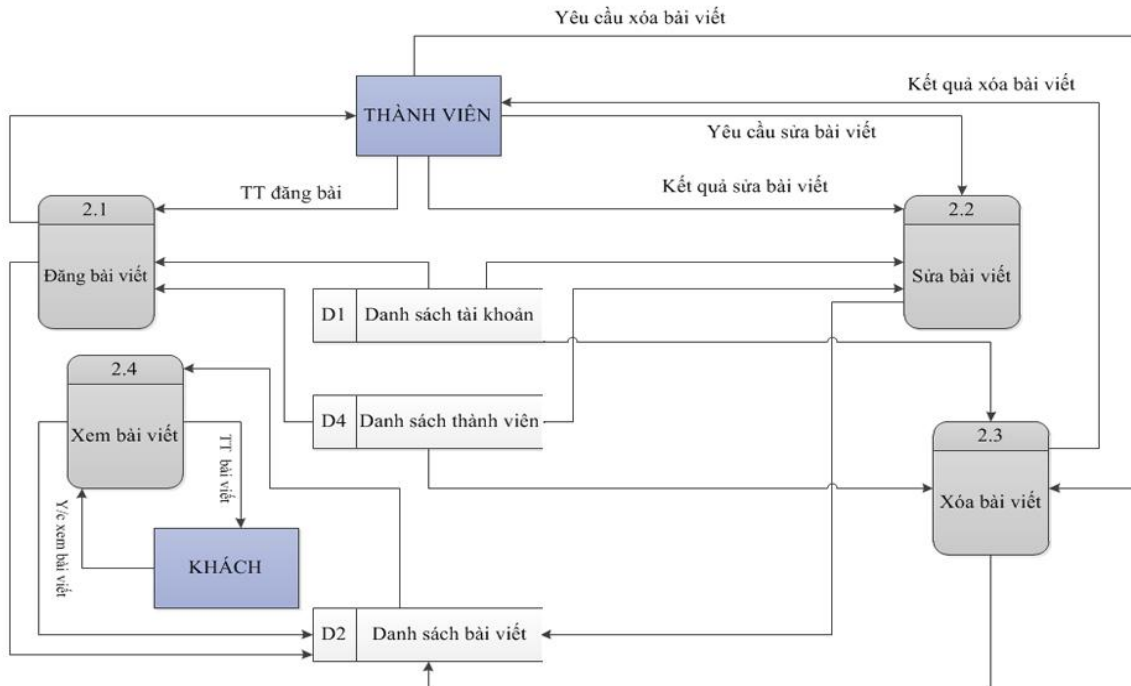 Yêu cầu xóa bài viết
Kết quả xóa bài viết
THÀNH VIÊN
Yêu cầu sửa bài viết
TT đăng bài
Kết quả sửa bài viết
2.1
Đăng bài viết
2.2
Sửa bài viết
D1 Danh sách tài khoản
2.4
Xem bài viết
D4 Danh sách thành viên
2.3
Xóa bài viết
TT bài viết
Y/c xem bài viết
KHÁCH
D2 Danh sách bài viết